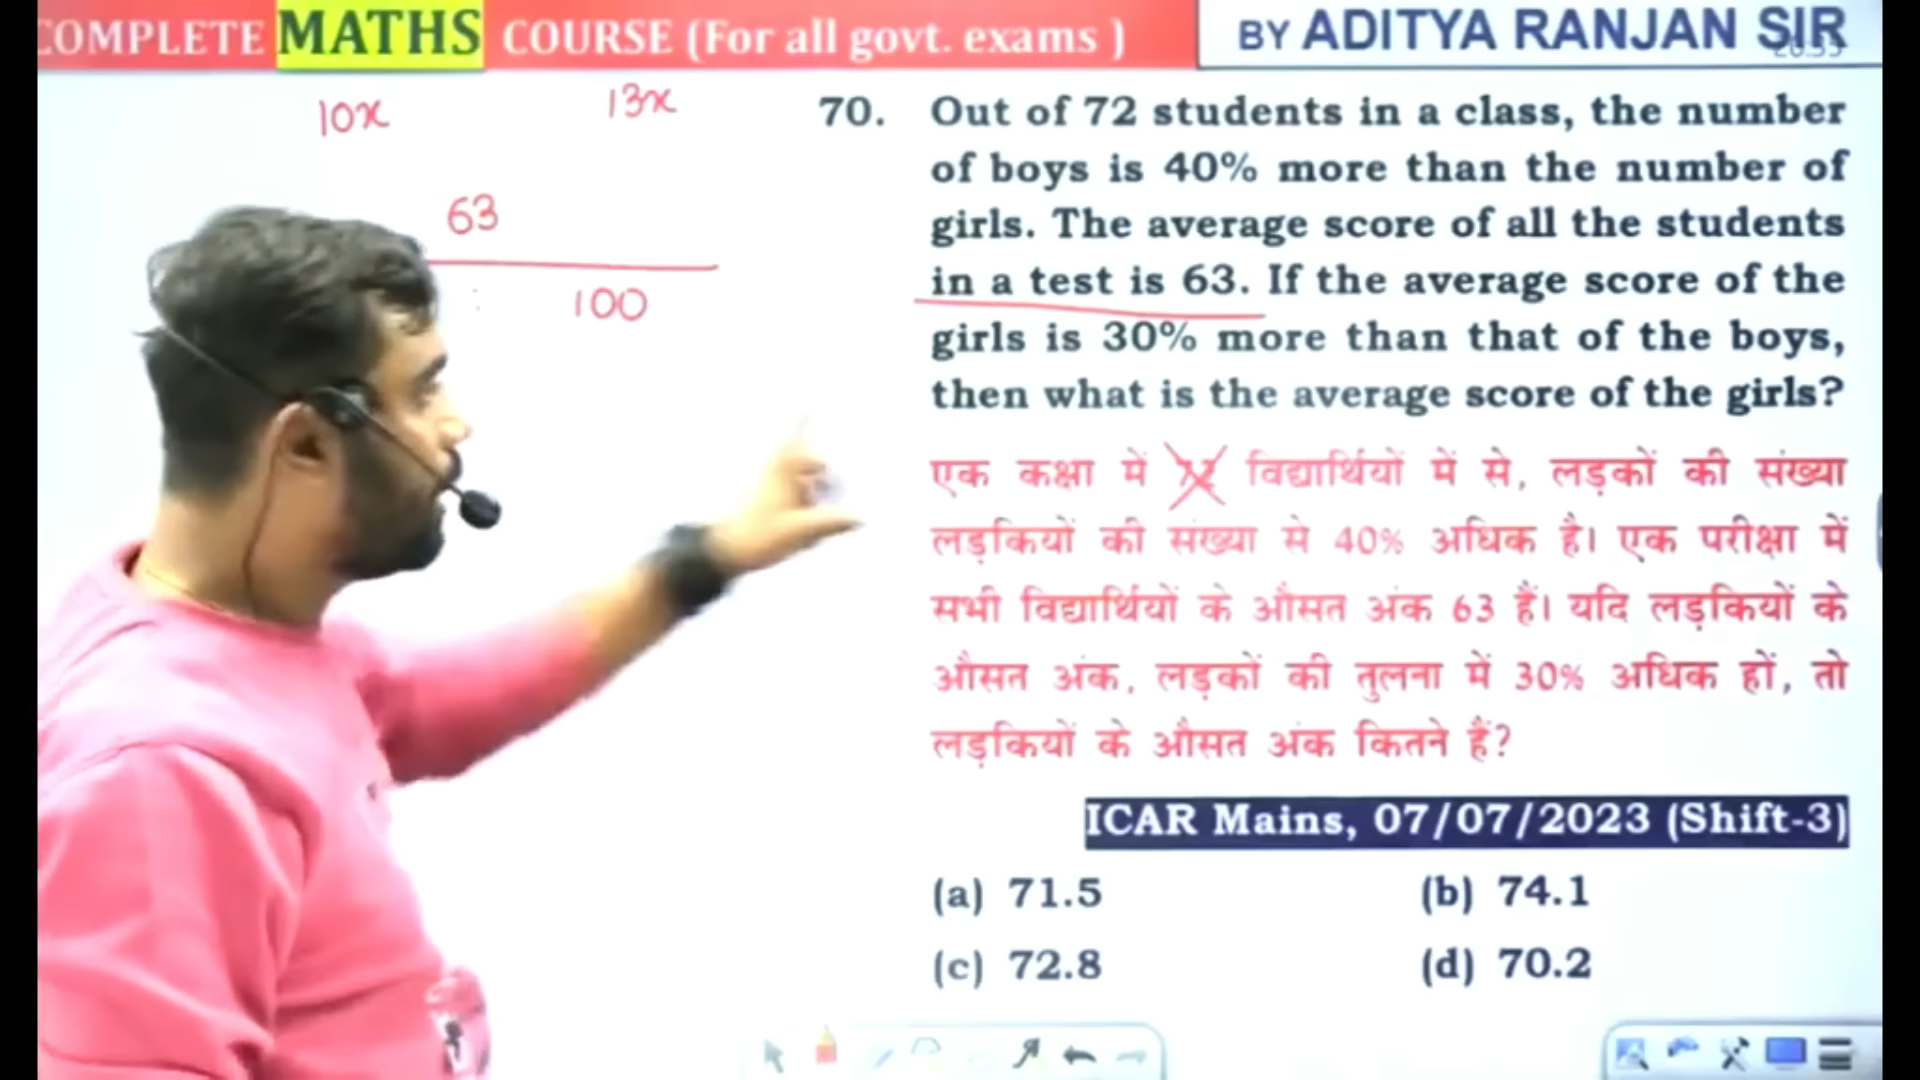 COMPLETE MATHS COURSE (For all govt. exams )
BY ADITYA RANJAN SIR
10x 13x
63
: 100
70. Out of 72 students in a class, the number
of boys is 40% more than the number of
girls. The average score of all the students
in a test is 63. If the average score of the
girls is 30% more than that of the boys,
then what is the average score of the girls?
एक कक्षा में 72 विद्यार्थियों में से, लड़कों की संख्या
लड़कियों की संख्या से 40% अधिक है। एक परीक्षा में
सभी विद्यार्थियों के औसत अंक 63 हैं। यदि लड़कियों के
औसत अंक, लड़कों की तुलना में 30% अधिक हों, तो
लड़कियों के औसत अंक कितने हैं?
ICAR Mains, 07/07/2023 (Shift-3)
(a) 71.5 (b) 74.1
(c) 72.8 (d) 70.2